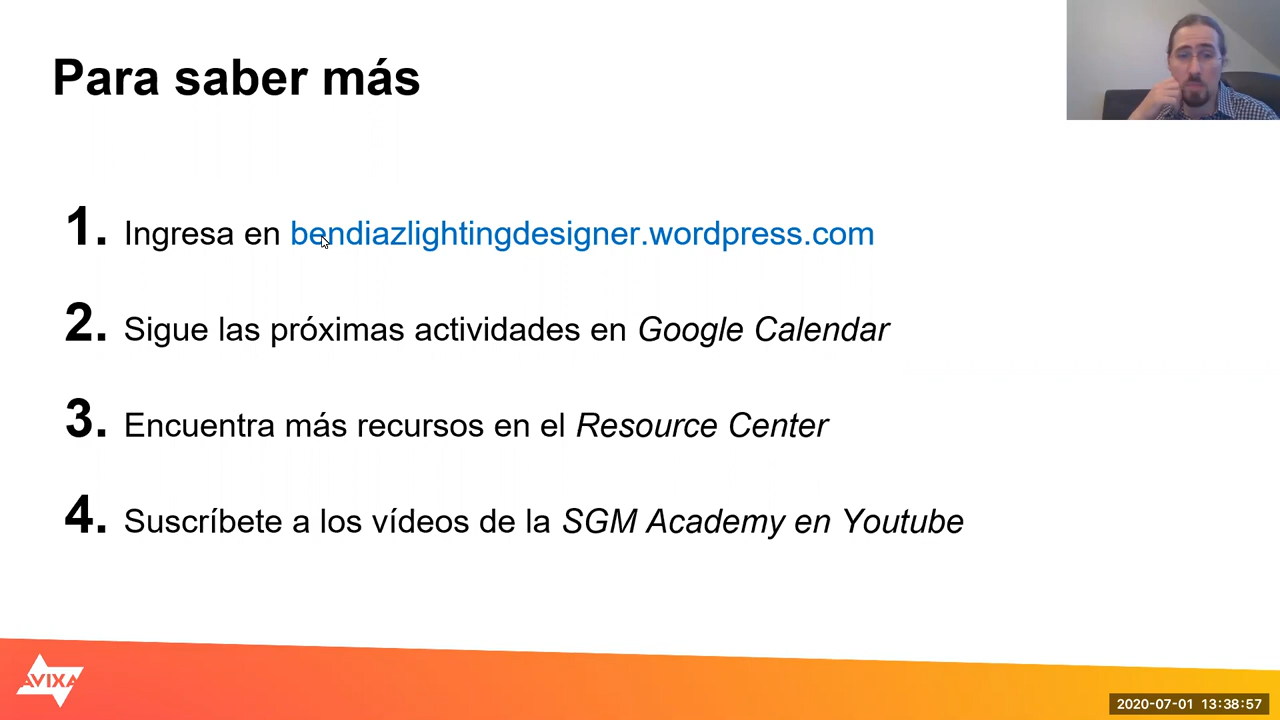 Para saber más
1. Ingresa en bendiazlightingdesigner.wordpress.com
2. Sigue las próximas actividades en Google Calendar
3. Encuentra más recursos en el Resource Center
4. Suscríbete a los vídeos de la SGM Academy en Youtube
AVIXA
2020-07-01 13:38:57